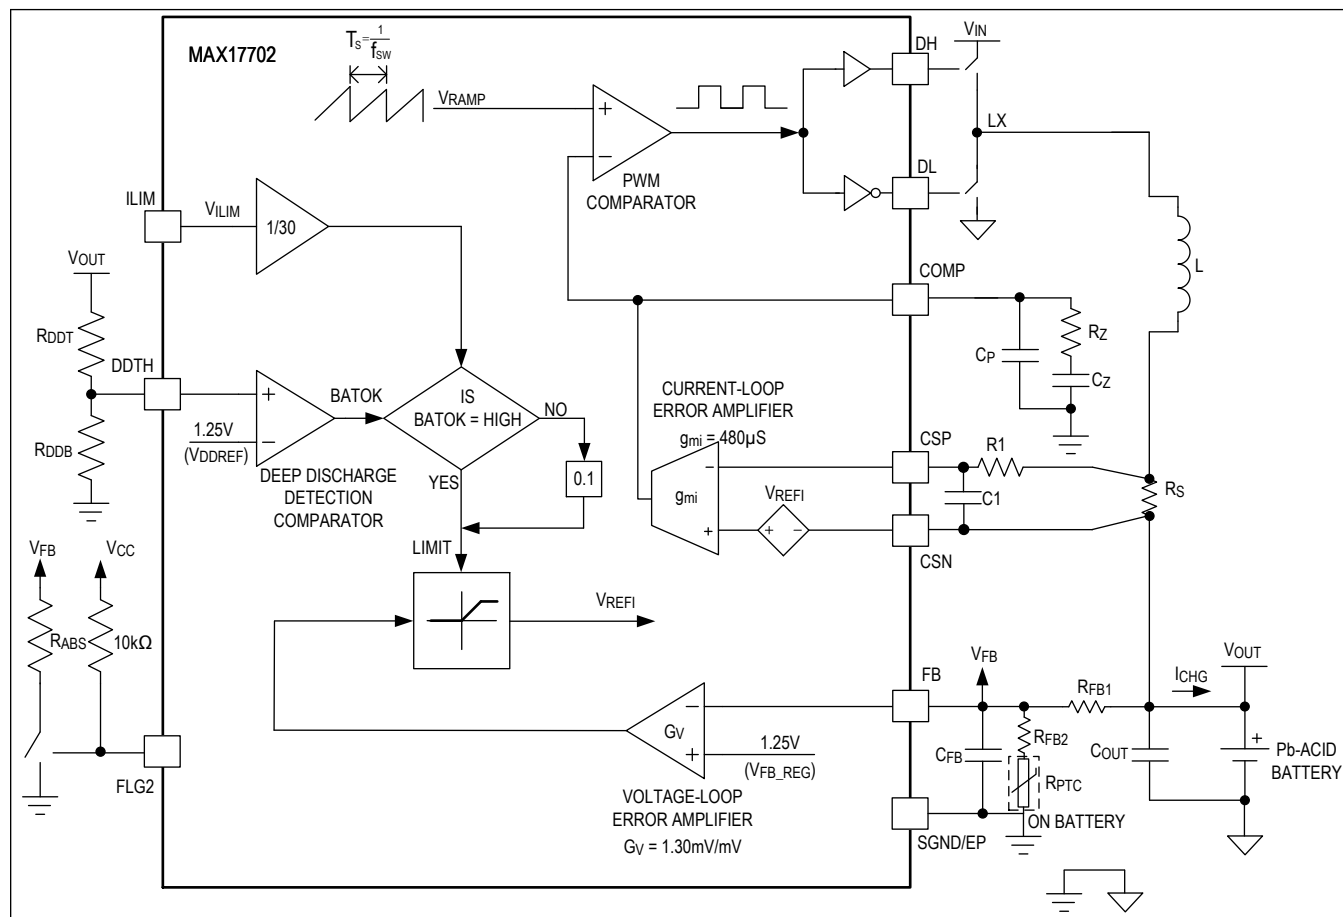 MAX17702
TS=1/fSW
VRAMP
+
−
PWM
COMPARATOR
DH
VIN
LX
DL
ILIM
VILIM
1/30
VOUT
RDDT
DDTH
RDDB
+
−
1.25V
(VDDREF)
BATOK
DEEP DISCHARGE
DETECTION
COMPARATOR
IS
BATOK = HIGH
NO
YES
0.1
LIMIT
VREFI
COMP
CP
RZ
CZ
L
CURRENT-LOOP
ERROR AMPLIFIER
gmi = 480µS
gmi
−
+
VREFI
+ -
CSP
R1
C1
RS
CSN
VFB
VCC
RABS
10kΩ
FLG2
GV
−
+
1.25V
(VFB_REG)
VOLTAGE-LOOP
ERROR AMPLIFIER
GV = 1.30mV/mV
FB
VFB
RFB1
ICHG
VOUT
CFB
RFB2
RPTC
ON BATTERY
COUT
+
Pb-ACID
BATTERY
SGND/EP